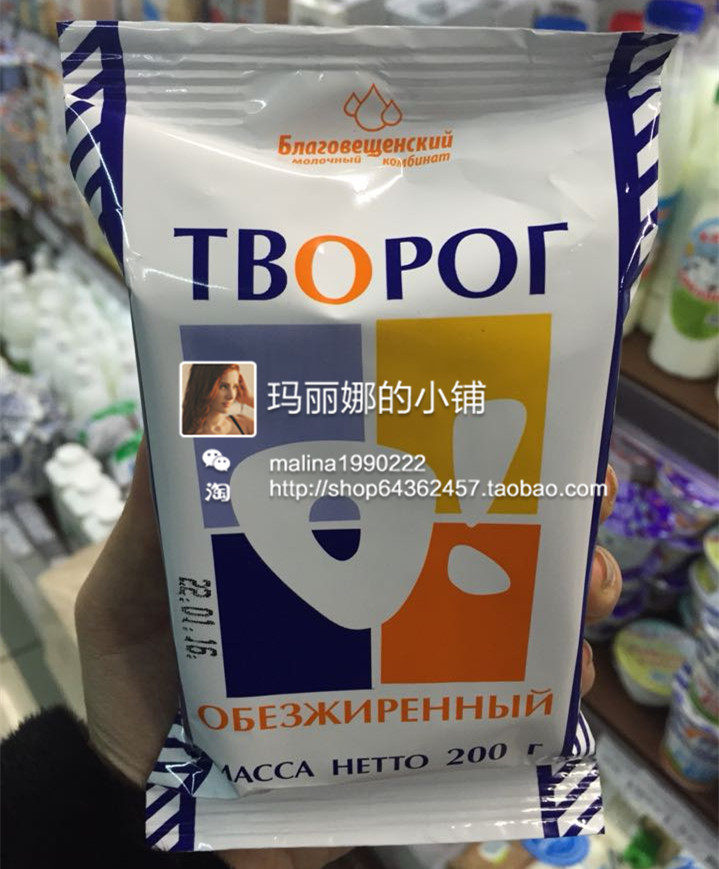 Благовещенский
молочный комбинат
ТВОРОГ
玛丽娜的小铺
malina1990222
淘 http://shop64362457.taobao.com
22.01.16
ОБЕЗЖИРЕННЫЙ
МАССА НЕТТО 200 г